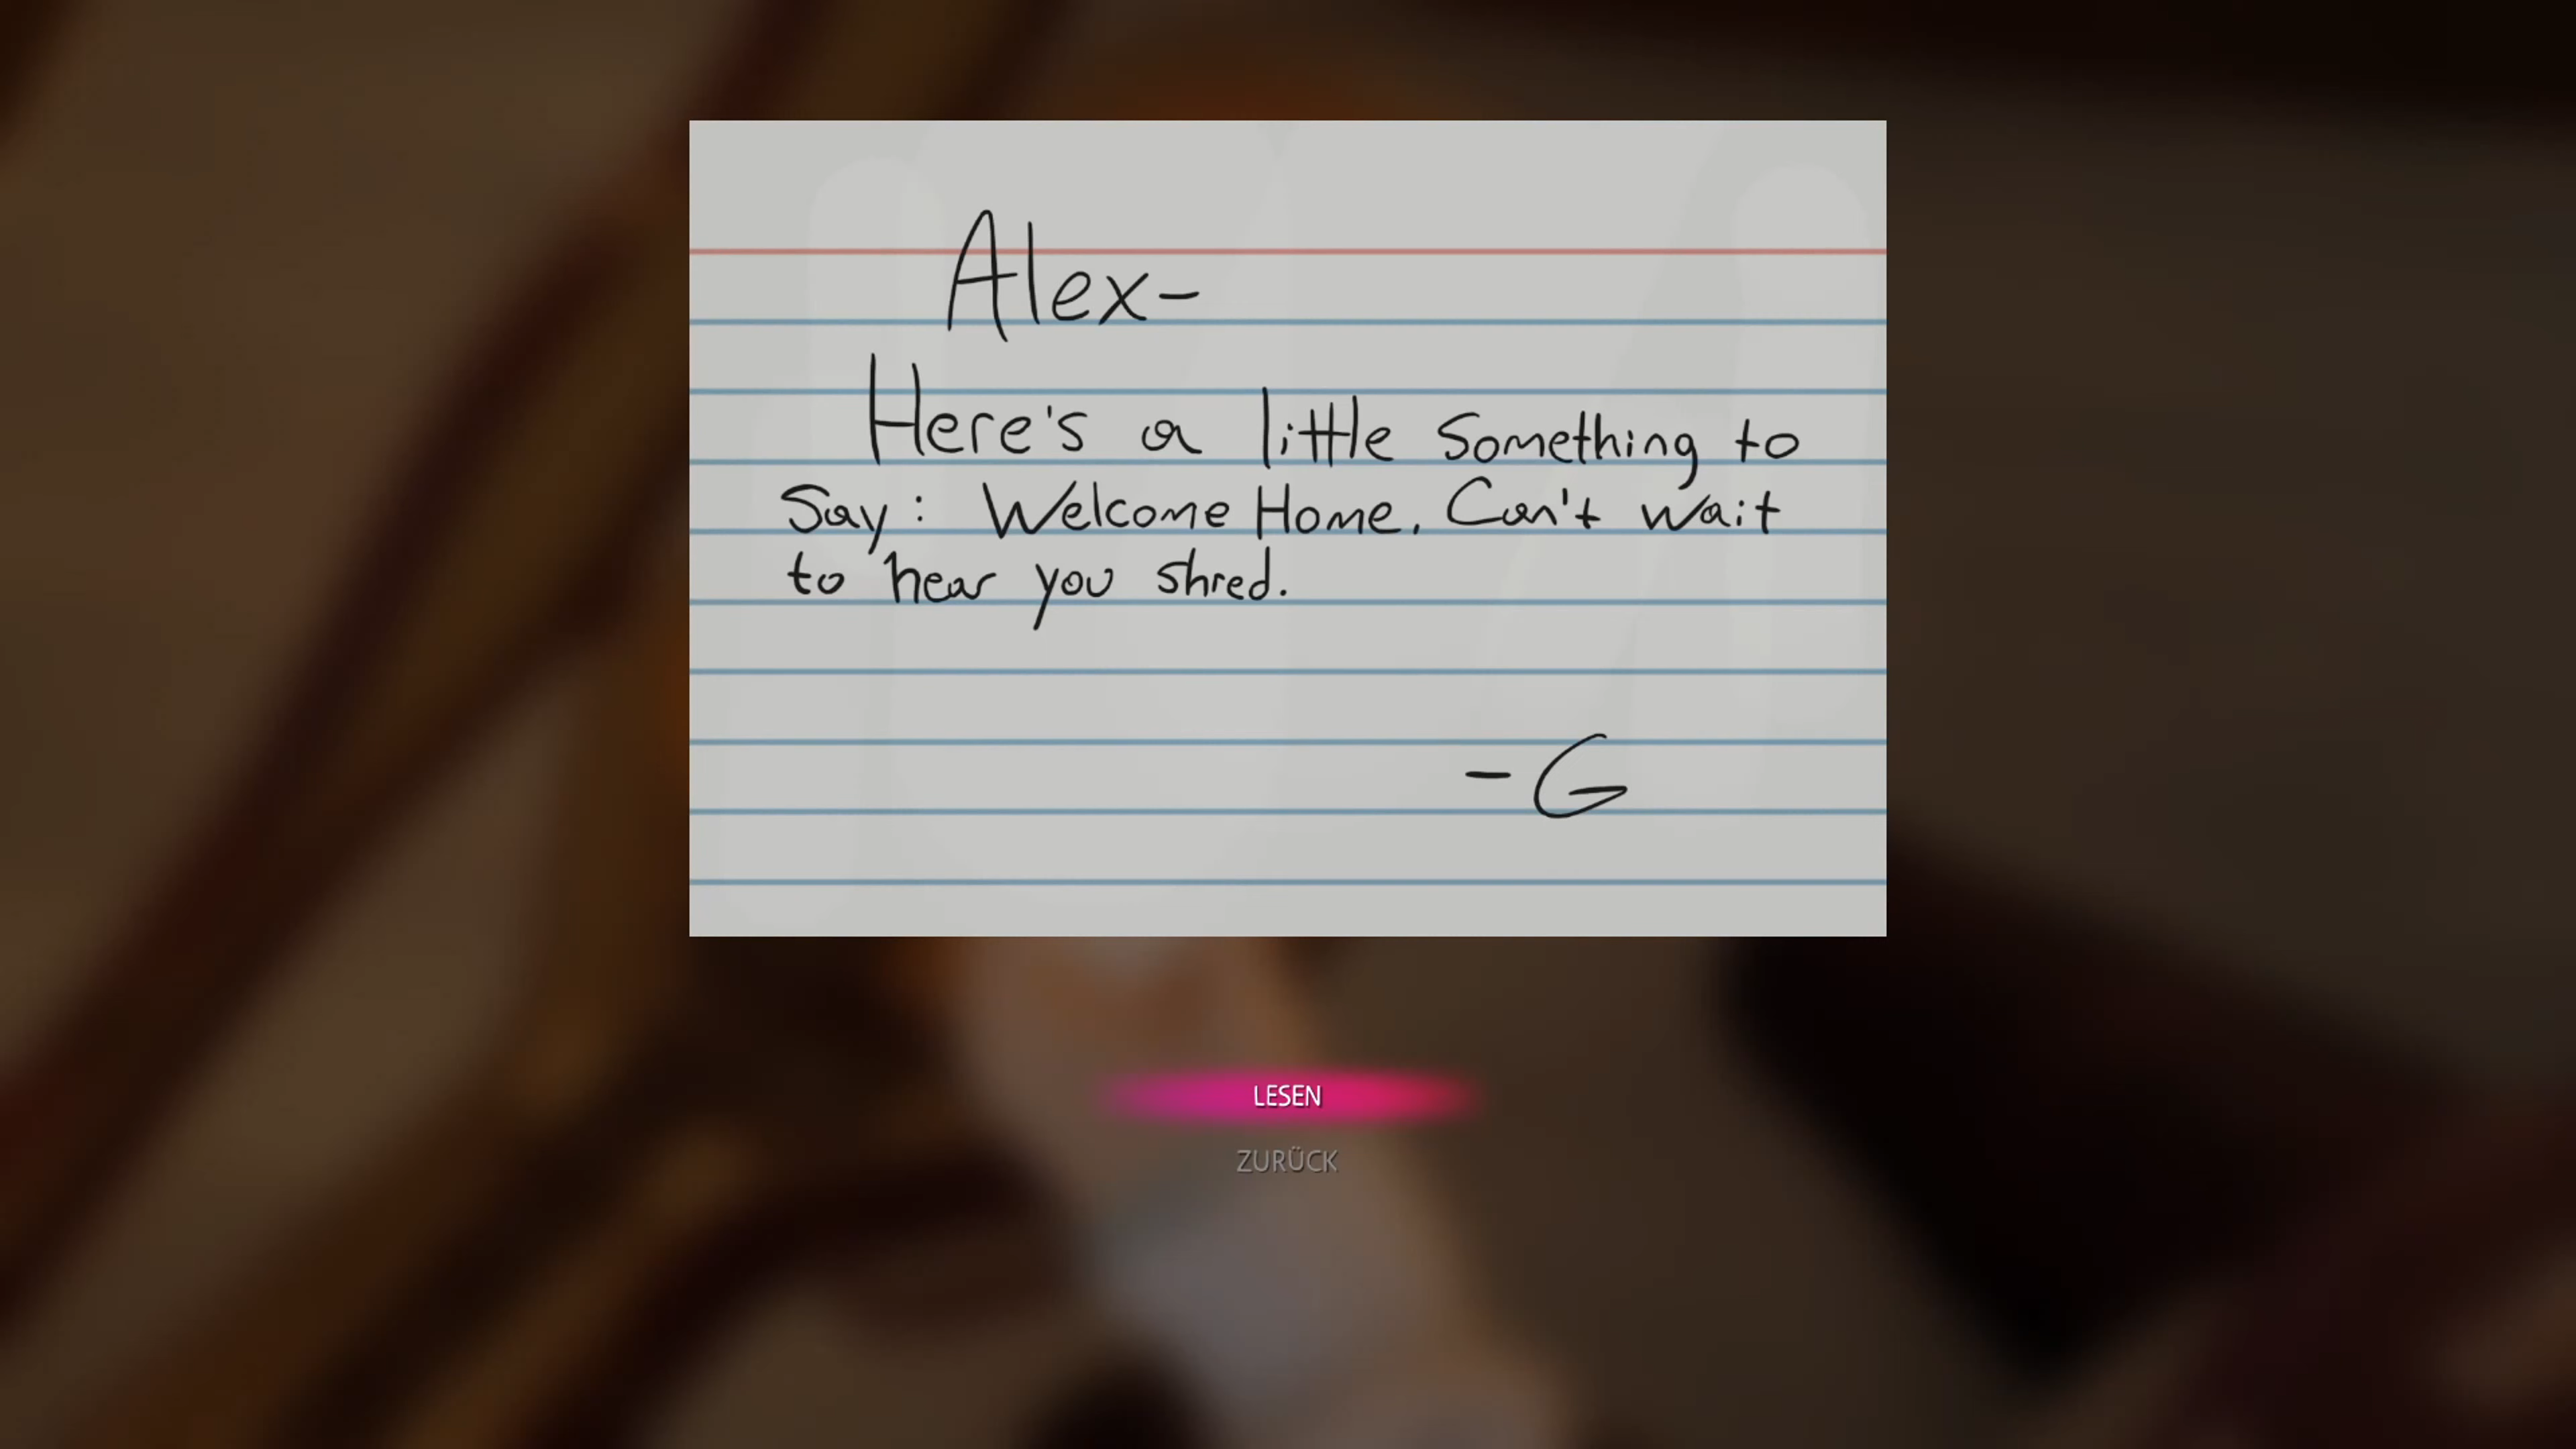 Alex-
Here's a little something to
Say: Welcome Home. Can't wait
to hear you shred.
-G
LESEN
ZURÜCK